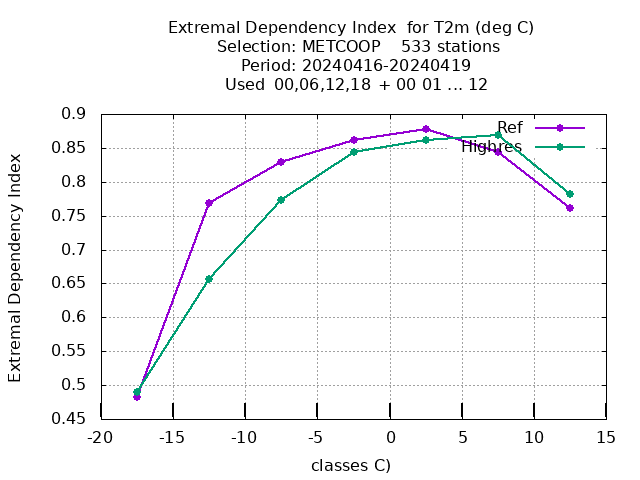 Extremal Dependency Index  for T2m (deg C)
Selection: METCOOP    533 stations
Period: 20240416-20240419
Used  00,06,12,18 + 00 01 ... 12
Ref
Highres
0.9
0.85
0.8
0.75
0.7
0.65
0.6
0.55
0.5
0.45
Extremal Dependency Index
-20 -15 -10 -5 0 5 10 15
classes C)